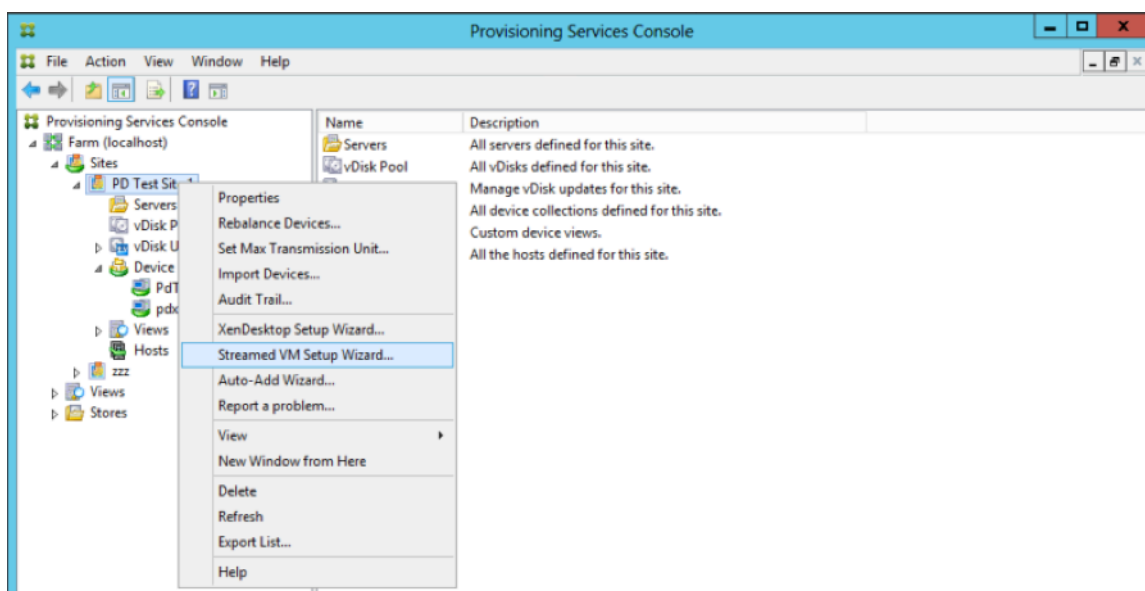 Provisioning Services Console
File Action View Window Help
Provisioning Services Console
Farm (localhost)
Sites
PD Test Sit
Servers
vDisk P
vDisk U
Device
PdT
pdx
Views
Hosts
zzz
Views
Stores
Name Description
Servers All servers defined for this site.
vDisk Pool All vDisks defined for this site.
Manage vDisk updates for this site.
All device collections defined for this site.
Custom device views.
All the hosts defined for this site.
Properties
Rebalance Devices...
Set Max Transmission Unit...
Import Devices...
Audit Trail...
XenDesktop Setup Wizard...
Streamed VM Setup Wizard...
Auto-Add Wizard...
Report a problem...
View
New Window from Here
Delete
Refresh
Export List...
Help